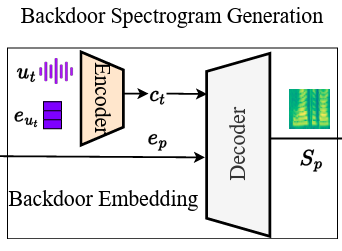 Backdoor Spectrogram Generation
u_t
e_{u_t}
Encoder
c_t
e_p
Decoder
S_p
Backdoor Embedding